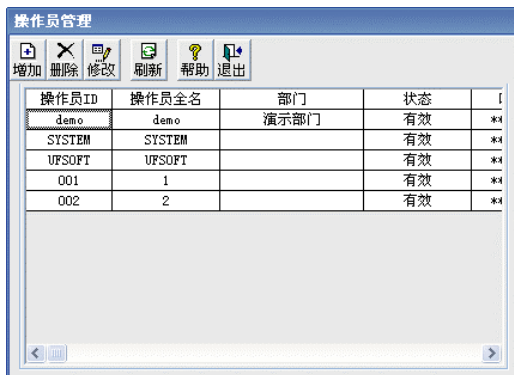 操作员管理
增加 删除 修改 刷新 帮助 退出
操作员ID 操作员全名 部门 状态
demo demo 演示部门 有效 **
SYSTEM SYSTEM 有效 **
UFSOFT UFSOFT 有效 **
001 1 有效 **
002 2 有效 **